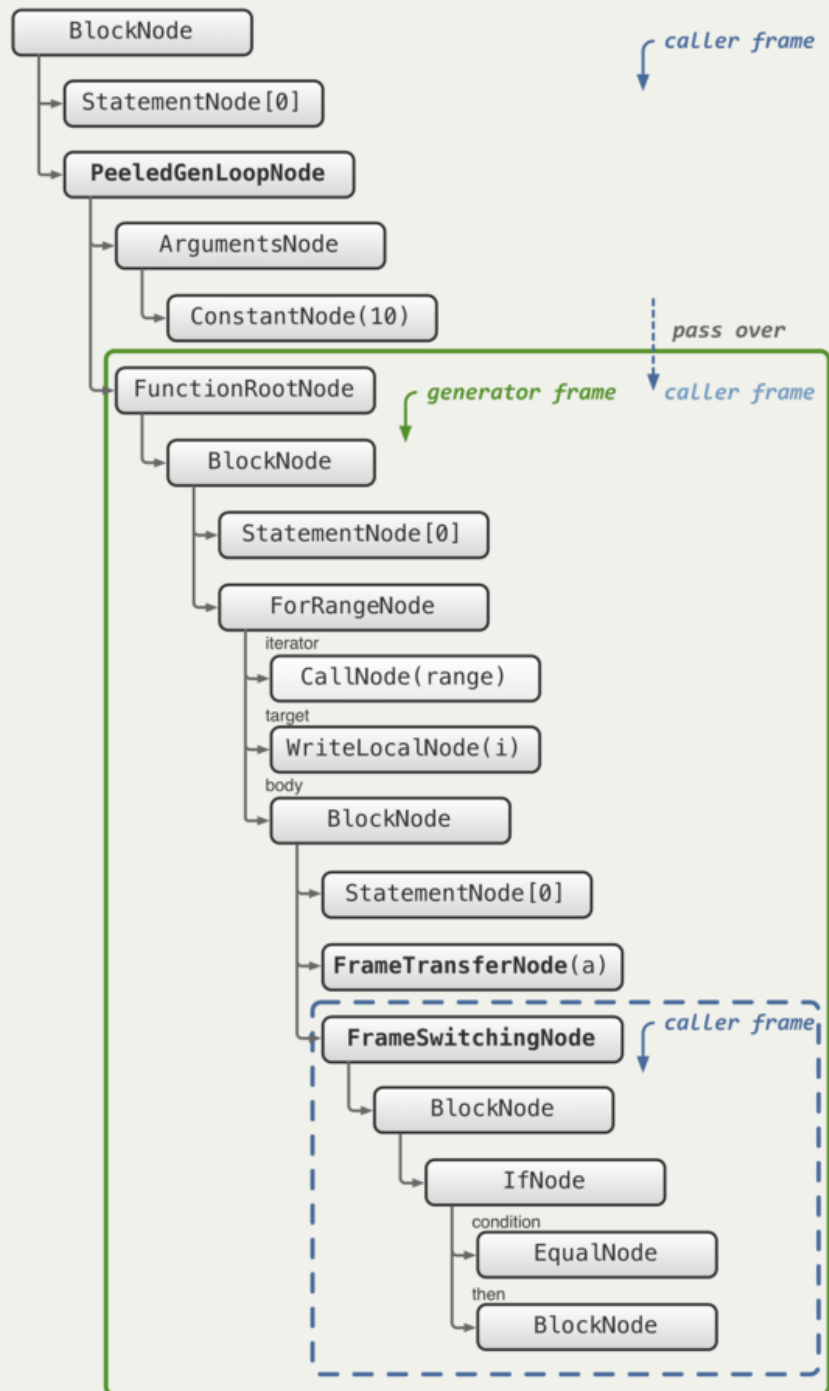 BlockNode
caller frame
StatementNode[0]
PeeledGenLoopNode
ArgumentsNode
ConstantNode(10)
pass over
FunctionRootNode
generator frame
caller frame
BlockNode
StatementNode[0]
ForRangeNode
iterator
CallNode(range)
target
WriteLocalNode(i)
body
BlockNode
StatementNode[0]
FrameTransferNode(a)
FrameSwitchingNode
caller frame
BlockNode
IfNode
condition
EqualNode
then
BlockNode